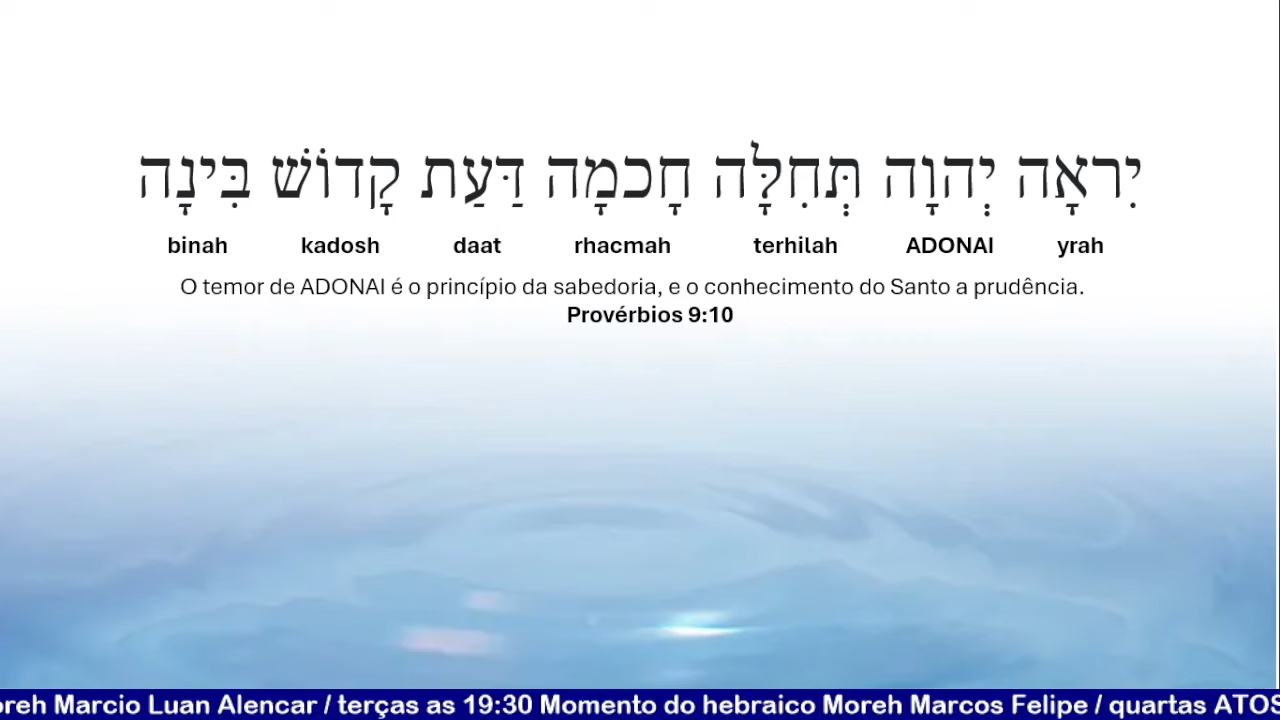 יִראָה יְהוָה תְּחִלָּה חָכמָה דַּעַת קָדוֹשׁ בִּינָה
binah kadosh daat rhacmah terhilah ADONAI yrah
O temor de ADONAI é o princípio da sabedoria, e o conhecimento do Santo a prudência.
Provérbios 9:10
oreh Marcio Luan Alencar / terças as 19:30 Momento do hebraico Moreh Marcos Felipe / quartas ATOS